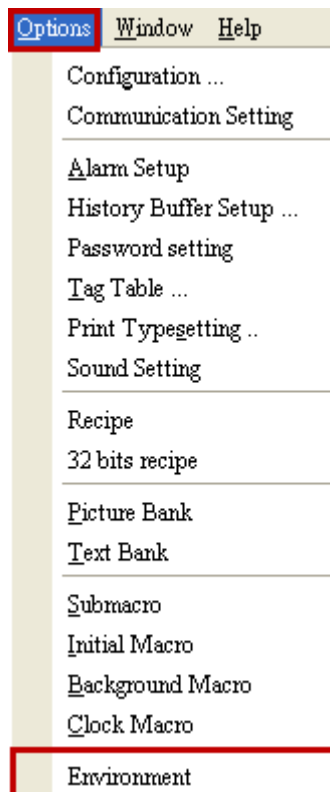 Options Window Help
Configuration ...
Communication Setting
Alarm Setup
History Buffer Setup ...
Password setting
Tag Table ...
Print Typesetting ..
Sound Setting
Recipe
32 bits recipe
Picture Bank
Text Bank
Submacro
Initial Macro
Background Macro
Clock Macro
Environment